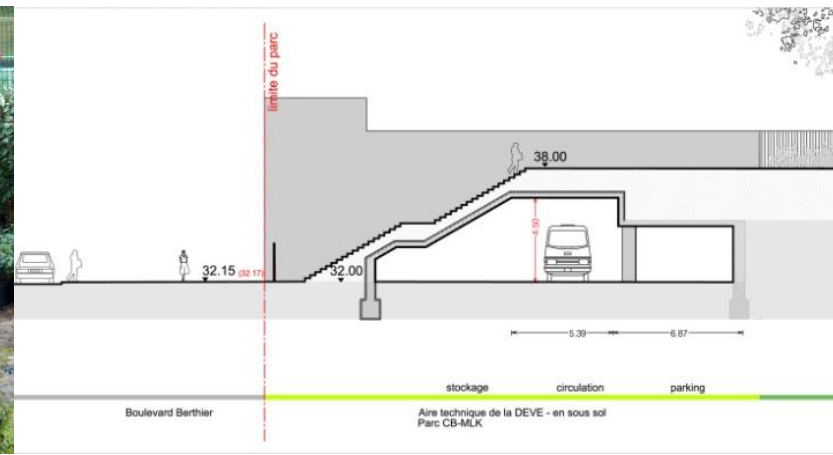 limite du parc
38.00
4.50
32.15 (32.17)
32.00
5.39
6.87
stockage circulation parking
Boulevard Berthier
Aire technique de la DEVE - en sous sol
Parc CB-MLK